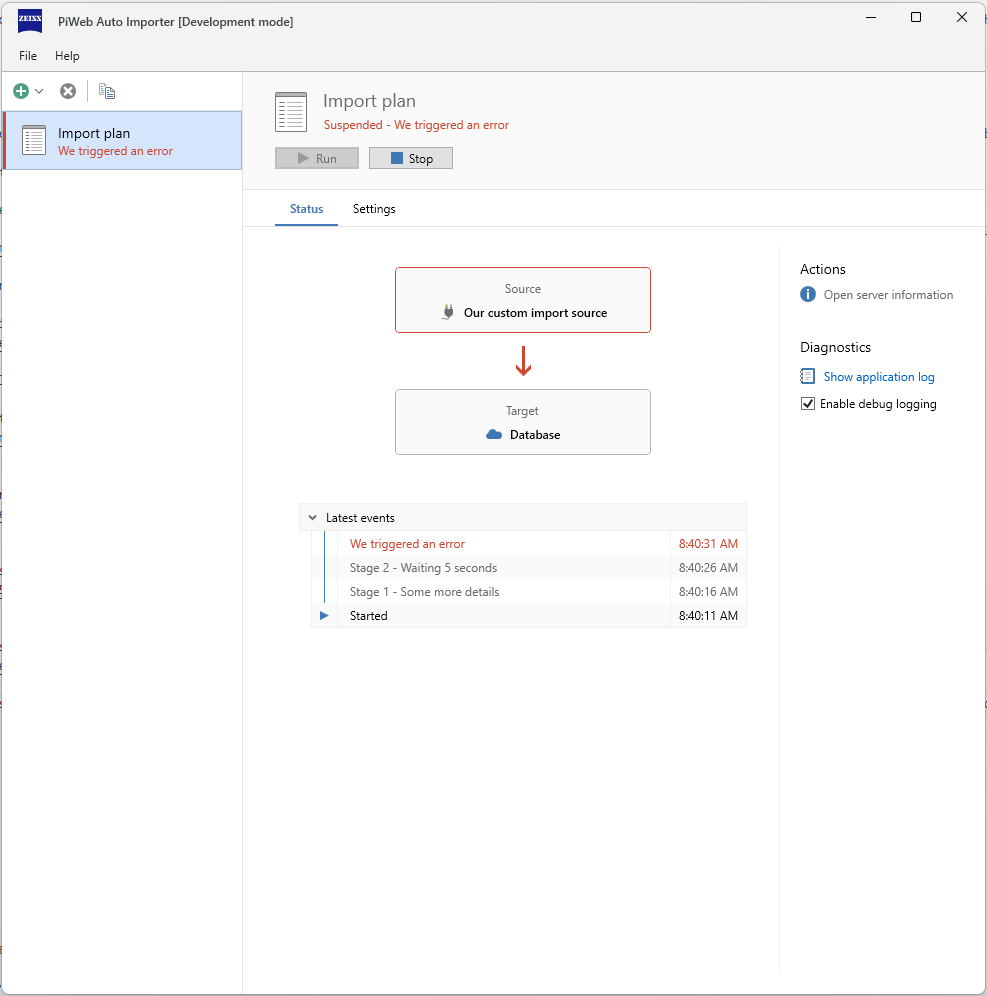 ZEISS
PiWeb Auto Importer [Development mode]
File Help
Import plan
We triggered an error
Import plan
Suspended - We triggered an error
Run Stop
Status Settings
Source
Our custom import source
Target
Database
Latest events
We triggered an error 8:40:31 AM
Stage 2 - Waiting 5 seconds 8:40:26 AM
Stage 1 - Some more details 8:40:16 AM
Started 8:40:11 AM
Actions
Open server information
Diagnostics
Show application log
Enable debug logging